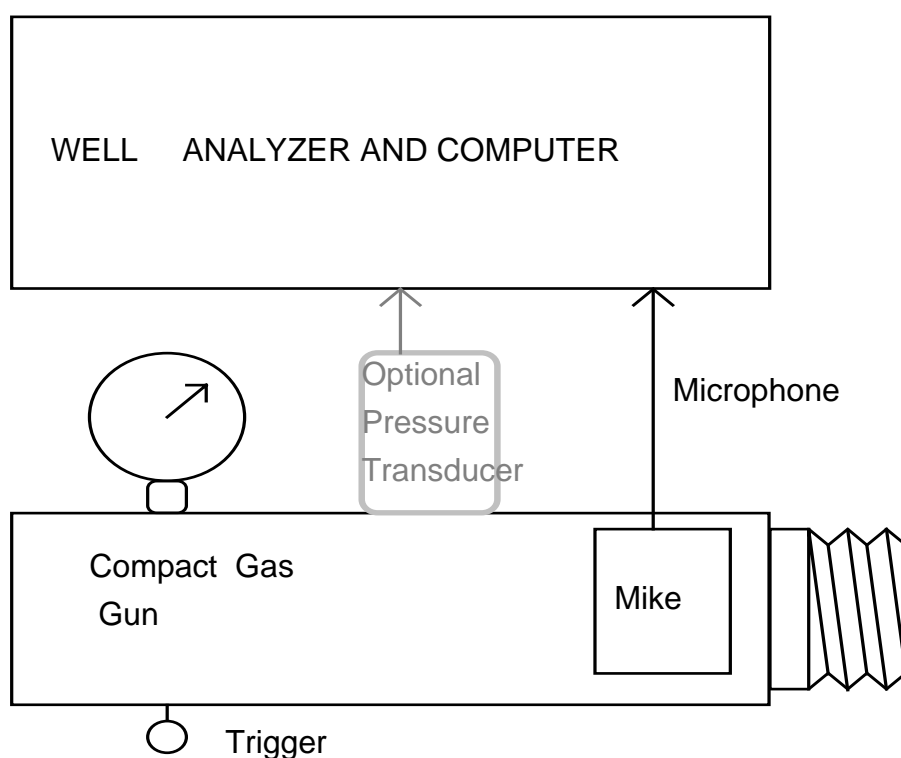 WELL ANALYZER AND COMPUTER
Optional
Pressure
Transducer
Microphone
Compact Gas
Gun
Mike
Trigger